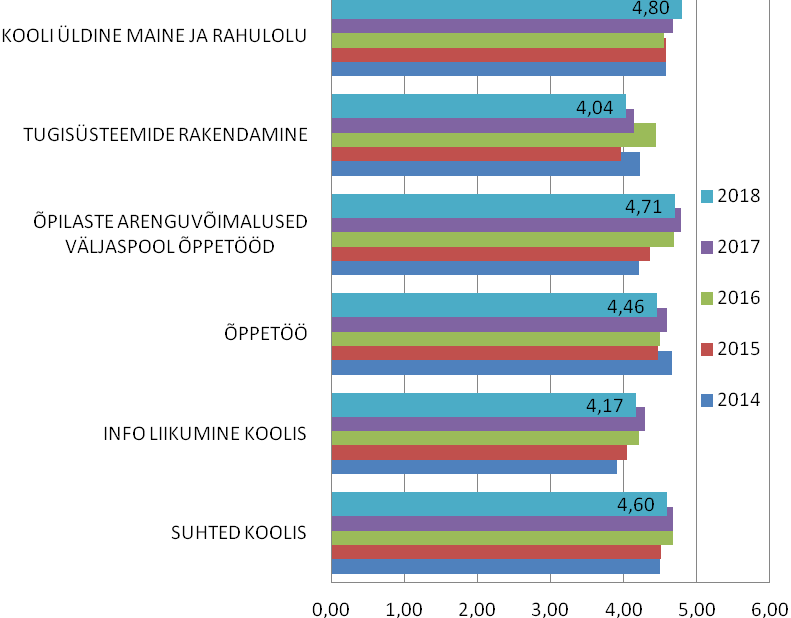 4,80
KOOLI ÜLDINE MAINE JA RAHULOLU
4,04
TUGISÜSTEEMIDE RAKENDAMINE
4,71
ÕPILASTE ARENGUVÕIMALUSED
VÄLJASPOOL ÕPPETÖÖD
4,46
ÕPPETÖÖ
4,17
INFO LIIKUMINE KOOLIS
4,60
SUHTED KOOLIS
2018
2017
2016
2015
2014
0,00 1,00 2,00 3,00 4,00 5,00 6,00